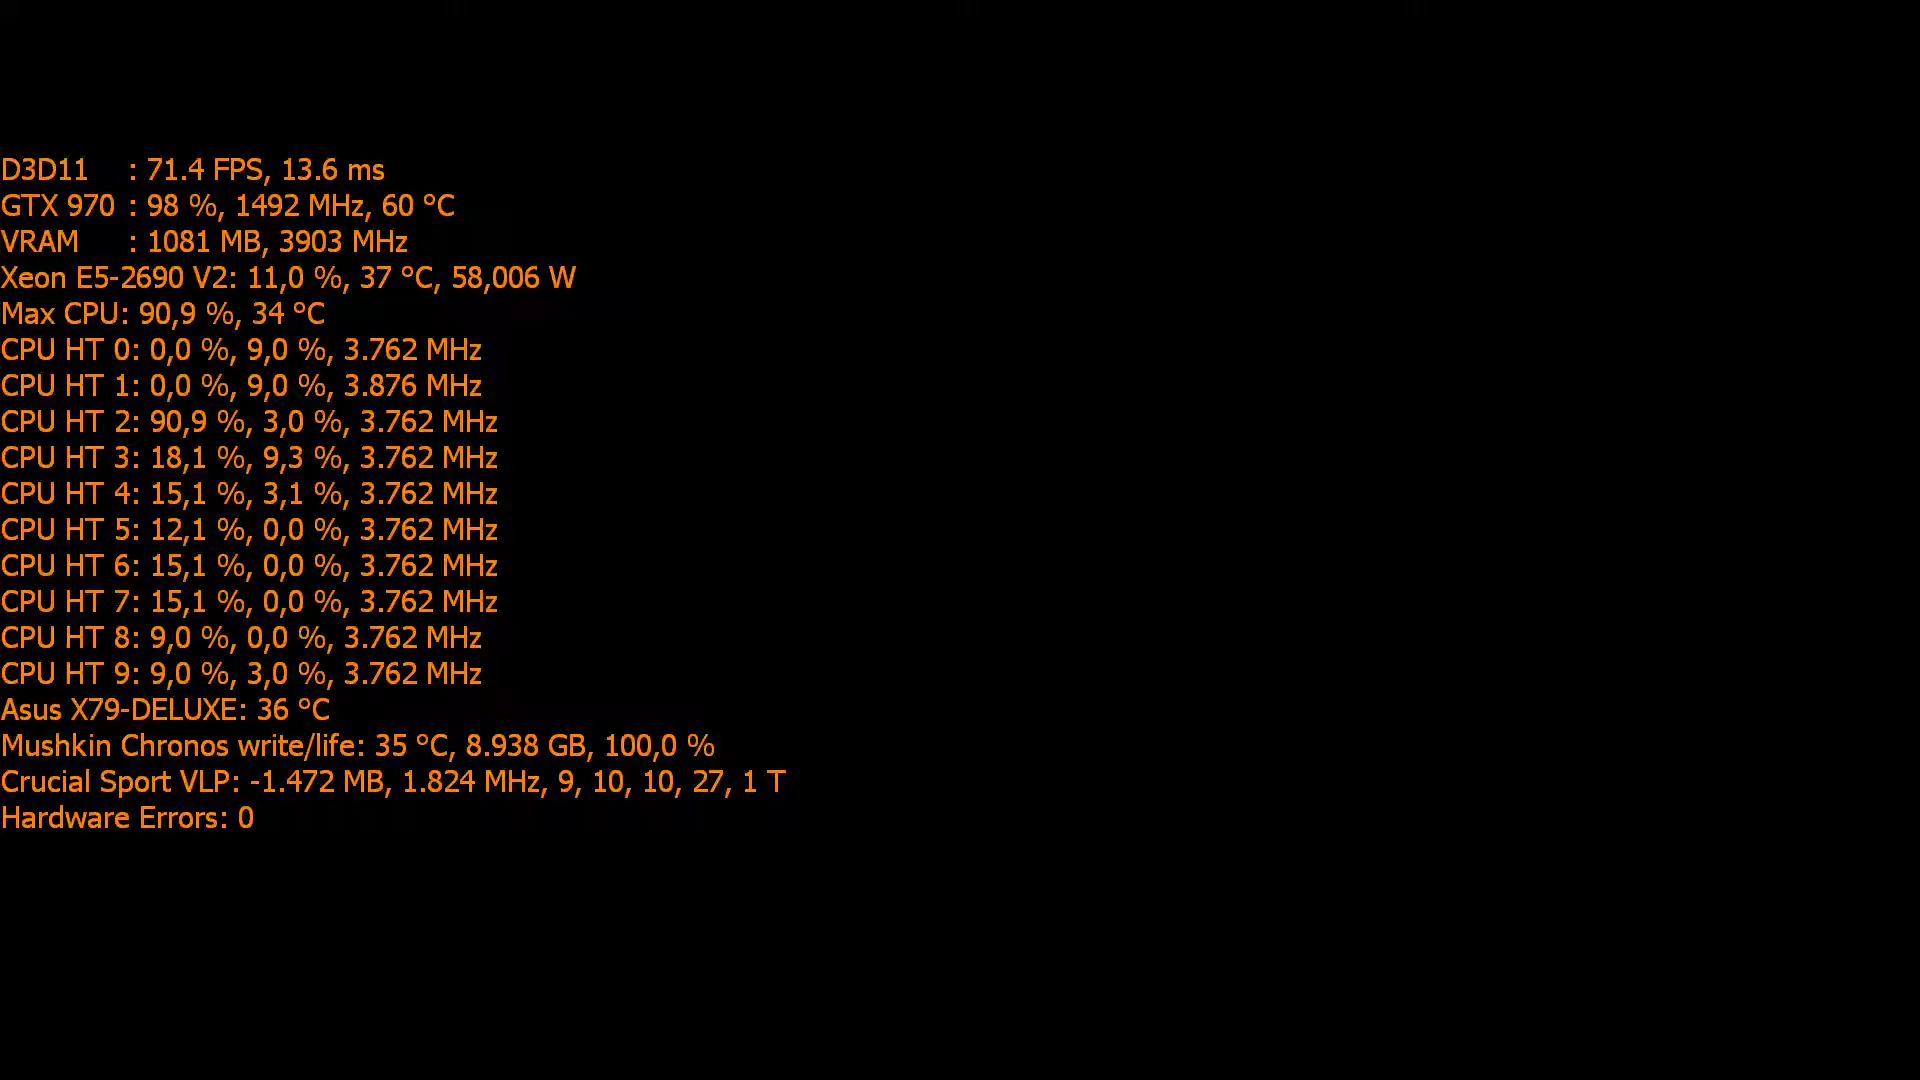 D3D11 : 71.4 FPS, 13.6 ms
GTX 970 : 98 %, 1492 MHz, 60 °C
VRAM : 1081 MB, 3903 MHz
Xeon E5-2690 V2: 11,0 %, 37 °C, 58,006 W
Max CPU: 90,9 %, 34 °C
CPU HT 0: 0,0 %, 9,0 %, 3.762 MHz
CPU HT 1: 0,0 %, 9,0 %, 3.876 MHz
CPU HT 2: 90,9 %, 3,0 %, 3.762 MHz
CPU HT 3: 18,1 %, 9,3 %, 3.762 MHz
CPU HT 4: 15,1 %, 3,1 %, 3.762 MHz
CPU HT 5: 12,1 %, 0,0 %, 3.762 MHz
CPU HT 6: 15,1 %, 0,0 %, 3.762 MHz
CPU HT 7: 15,1 %, 0,0 %, 3.762 MHz
CPU HT 8: 9,0 %, 0,0 %, 3.762 MHz
CPU HT 9: 9,0 %, 3,0 %, 3.762 MHz
Asus X79-DELUXE: 36 °C
Mushkin Chronos write/life: 35 °C, 8.938 GB, 100,0 %
Crucial Sport VLP: -1.472 MB, 1.824 MHz, 9, 10, 10, 27, 1 T
Hardware Errors: 0